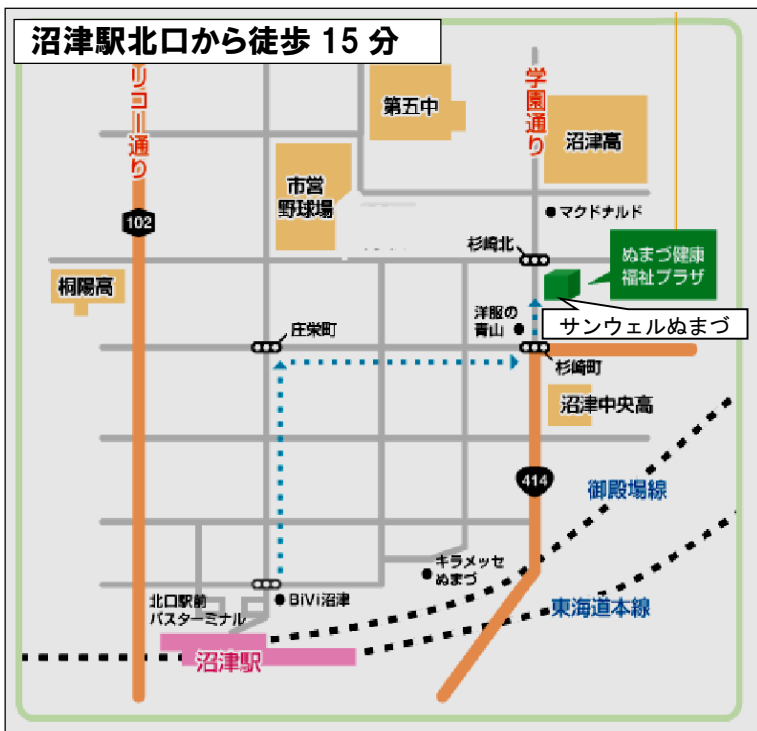 沼津駅北口から徒歩 15 分
リコー通り
第五中
学園通り
沼津高
市営
野球場
マクドナルド
102
杉崎北
ぬまづ健康
福祉プラザ
桐陽高
洋服の
青山
サンウェルぬまづ
庄栄町
杉崎町
沼津中央高
414
御殿場線
キラメッセ
ぬまづ
北口駅前
バスターミナル
BiVi沼津
東海道本線
沼津駅